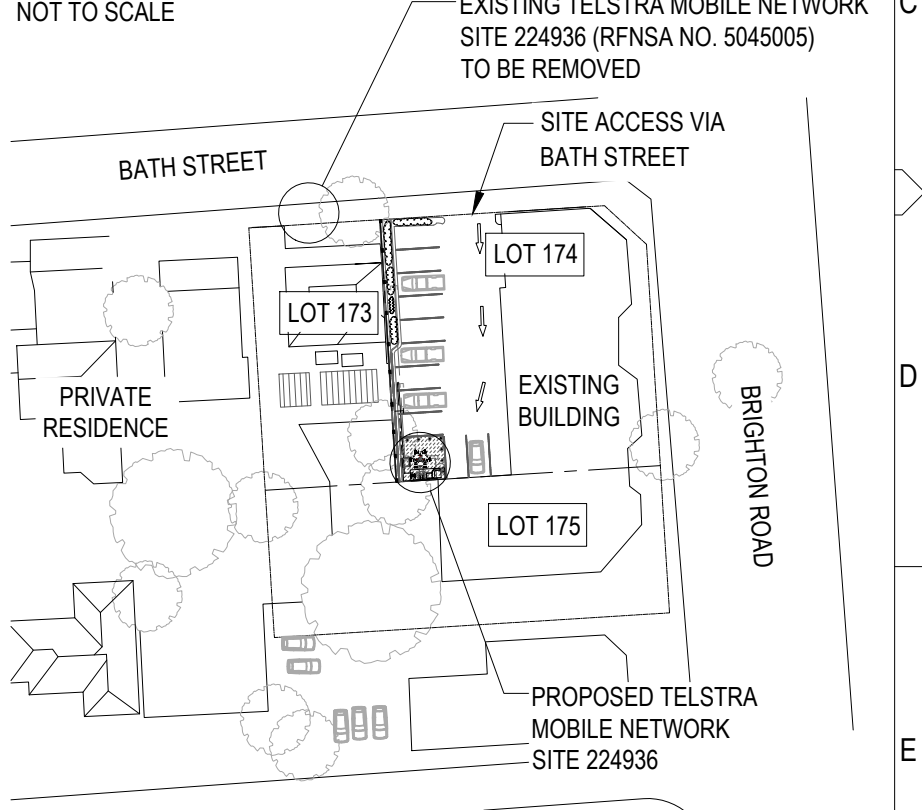 NOT TO SCALE
EXISTING TELSTRA MOBILE NETWORK
SITE 224936 (RFNSA NO. 5045005)
TO BE REMOVED
C
SITE ACCESS VIA
BATH STREET
BATH STREET
LOT 174
LOT 173
D
PRIVATE
RESIDENCE
EXISTING
BUILDING
BRIGHTON ROAD
LOT 175
PROPOSED TELSTRA
MOBILE NETWORK
SITE 224936
E